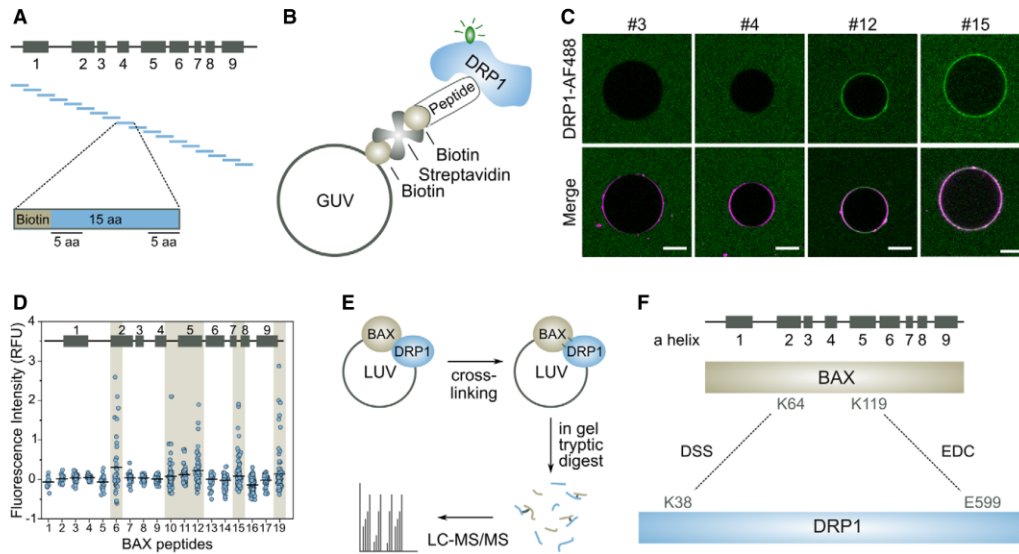 A
1 2 3 4 5 6 7 8 9
Biotin 15 aa
5 aa 5 aa
B
DRP1
Peptide
Biotin
Streptavidin
Biotin
GUV
C
#3 #4 #12 #15
DRP1-AF488
Merge
D
Fluorescence Intensity (RFU)
4
3
2
1
0
-1
1 2 3 4 5 6 7 8 9
1 2 3 4 5 6 7 8 9 10 11 12 13 14 15 16 17 19
BAX peptides
E
BAX
DRP1
LUV
cross-
linking
BAX
DRP1
LUV
in gel
tryptic
digest
LC-MS/MS
F
a helix
1 2 3 4 5 6 7 8 9
BAX
K64 K119
DSS EDC
K38 E599
DRP1